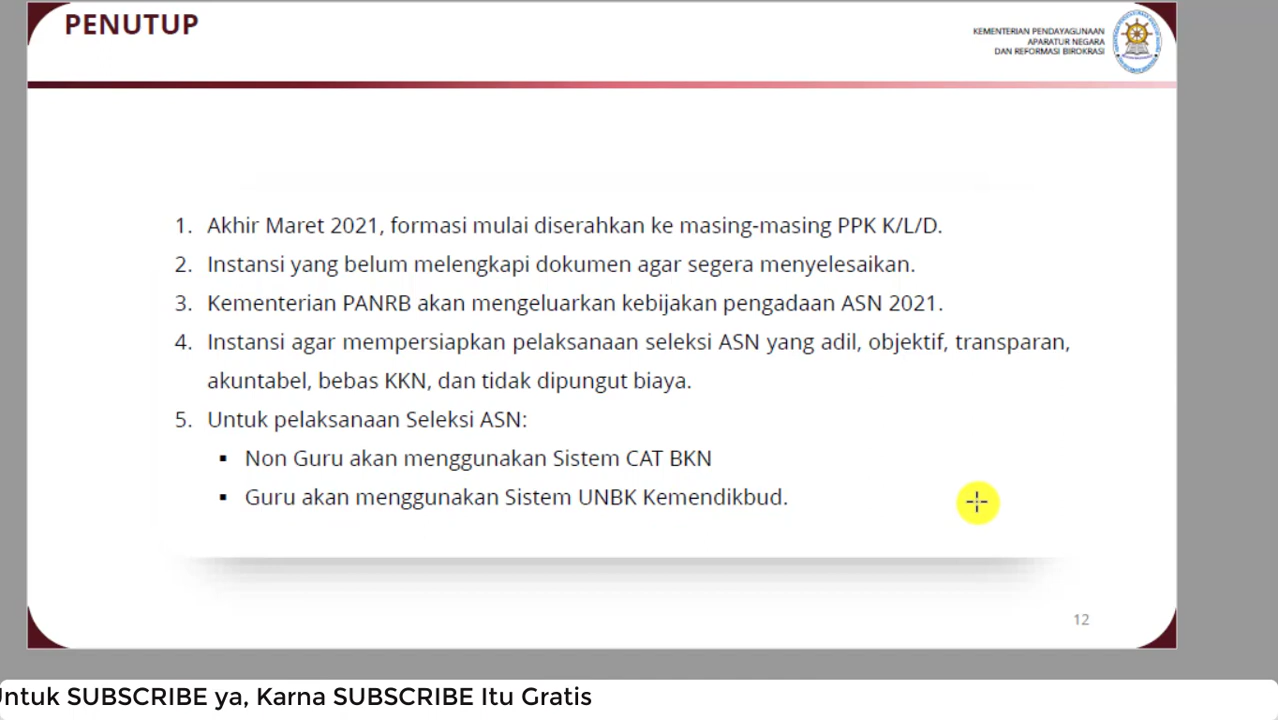 PENUTUP
KEMENTERIAN PENDAYAGUNAAN
APARATUR NEGARA
DAN REFORMASI BIROKRASI
1. Akhir Maret 2021, formasi mulai diserahkan ke masing-masing PPK K/L/D.
2. Instansi yang belum melengkapi dokumen agar segera menyelesaikan.
3. Kementerian PANRB akan mengeluarkan kebijakan pengadaan ASN 2021.
4. Instansi agar mempersiapkan pelaksanaan seleksi ASN yang adil, objektif, transparan,
akuntabel, bebas KKN, dan tidak dipungut biaya.
5. Untuk pelaksanaan Seleksi ASN:
▪ Non Guru akan menggunakan Sistem CAT BKN
▪ Guru akan menggunakan Sistem UNBK Kemendikbud.
12
Untuk SUBSCRIBE ya, Karna SUBSCRIBE Itu Gratis